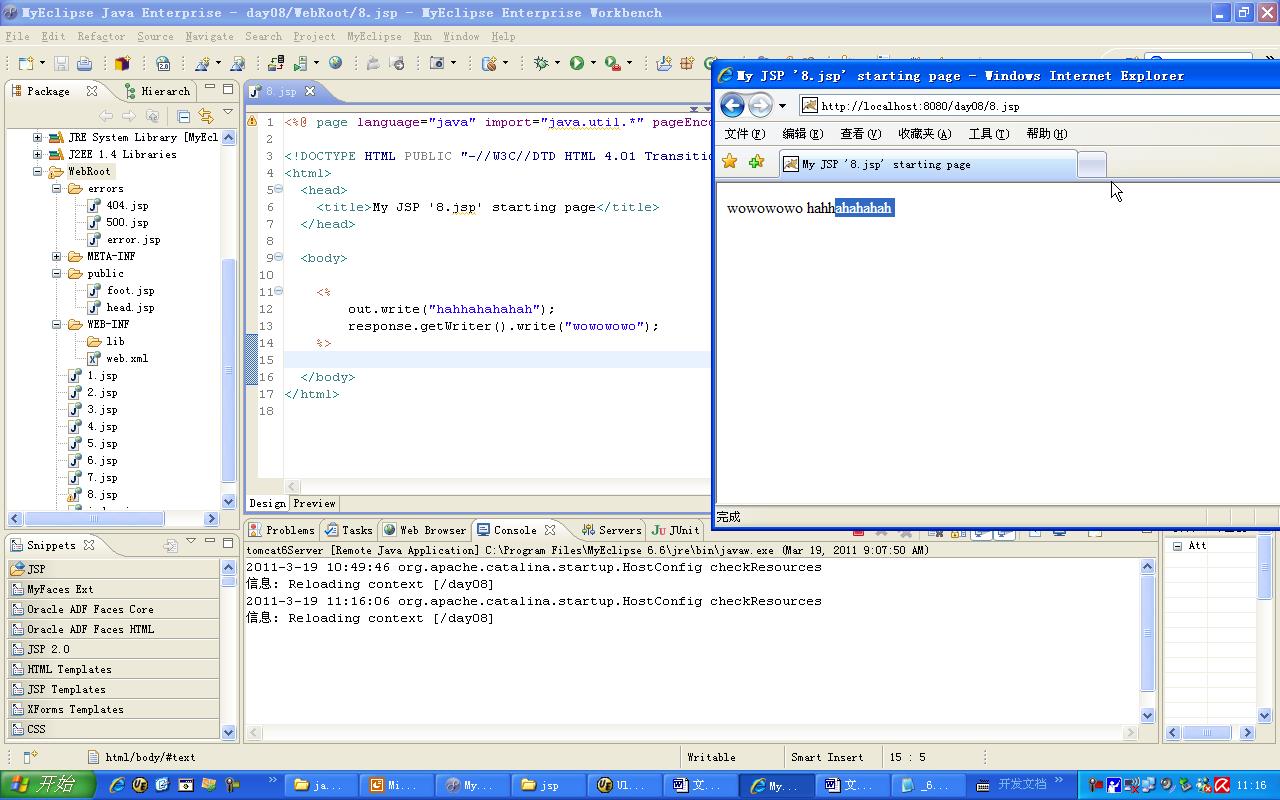 MyEclipse Java Enterprise - day08/WebRoot/8.jsp - MyEclipse Enterprise Workbench
File Edit Refactor Source Navigate Search Project MyEclipse Run Window Help
Package
Hierarch
JRE System Library [MyEcl
J2EE 1.4 Libraries
WebRoot
errors
404.jsp
500.jsp
error.jsp
META-INF
public
foot.jsp
head.jsp
WEB-INF
lib
web.xml
1.jsp
2.jsp
3.jsp
4.jsp
5.jsp
6.jsp
7.jsp
8.jsp
8.jsp
1 <%@ page language="java" import="java.util.*" pageEnco
2
3 <!DOCTYPE HTML PUBLIC "-//W3C//DTD HTML 4.01 Transiti
4 <html>
5 <head>
6 <title>My JSP '8.jsp' starting page</title>
7 </head>
8
9 <body>
10
11 <%
12 out.write("hahhahahahah");
13 response.getWriter().write("wowowowo");
14 %>
15
16 </body>
17 </html>
18
Design Preview
My JSP '8.jsp' starting page - Windows Internet Explorer
http://localhost:8080/day08/8.jsp
文件(F) 编辑(E) 查看(V) 收藏夹(A) 工具(T) 帮助(H)
My JSP '8.jsp' starting page
wowowowo hahhahahahah
完成
Snippets
JSP
MyFaces Ext
Oracle ADF Faces Core
Oracle ADF Faces HTML
JSP 2.0
HTML Templates
JSP Templates
XForms Templates
CSS
Problems Tasks Web Browser Console Servers JUnit
tomcat6Server [Remote Java Application] C:\Program Files\MyEclipse 6.6\jre\bin\javaw.exe (Mar 19, 2011 9:07:50 AM)
2011-3-19 10:49:46 org.apache.catalina.startup.HostConfig checkResources
信息: Reloading context [/day08]
2011-3-19 11:16:06 org.apache.catalina.startup.HostConfig checkResources
信息: Reloading context [/day08]
Att
html/body/#text Writable Smart Insert 15 : 5
开始 ja... Mi... My... jsp Ul... 文... My... 文... _6... 开发文档 11:16